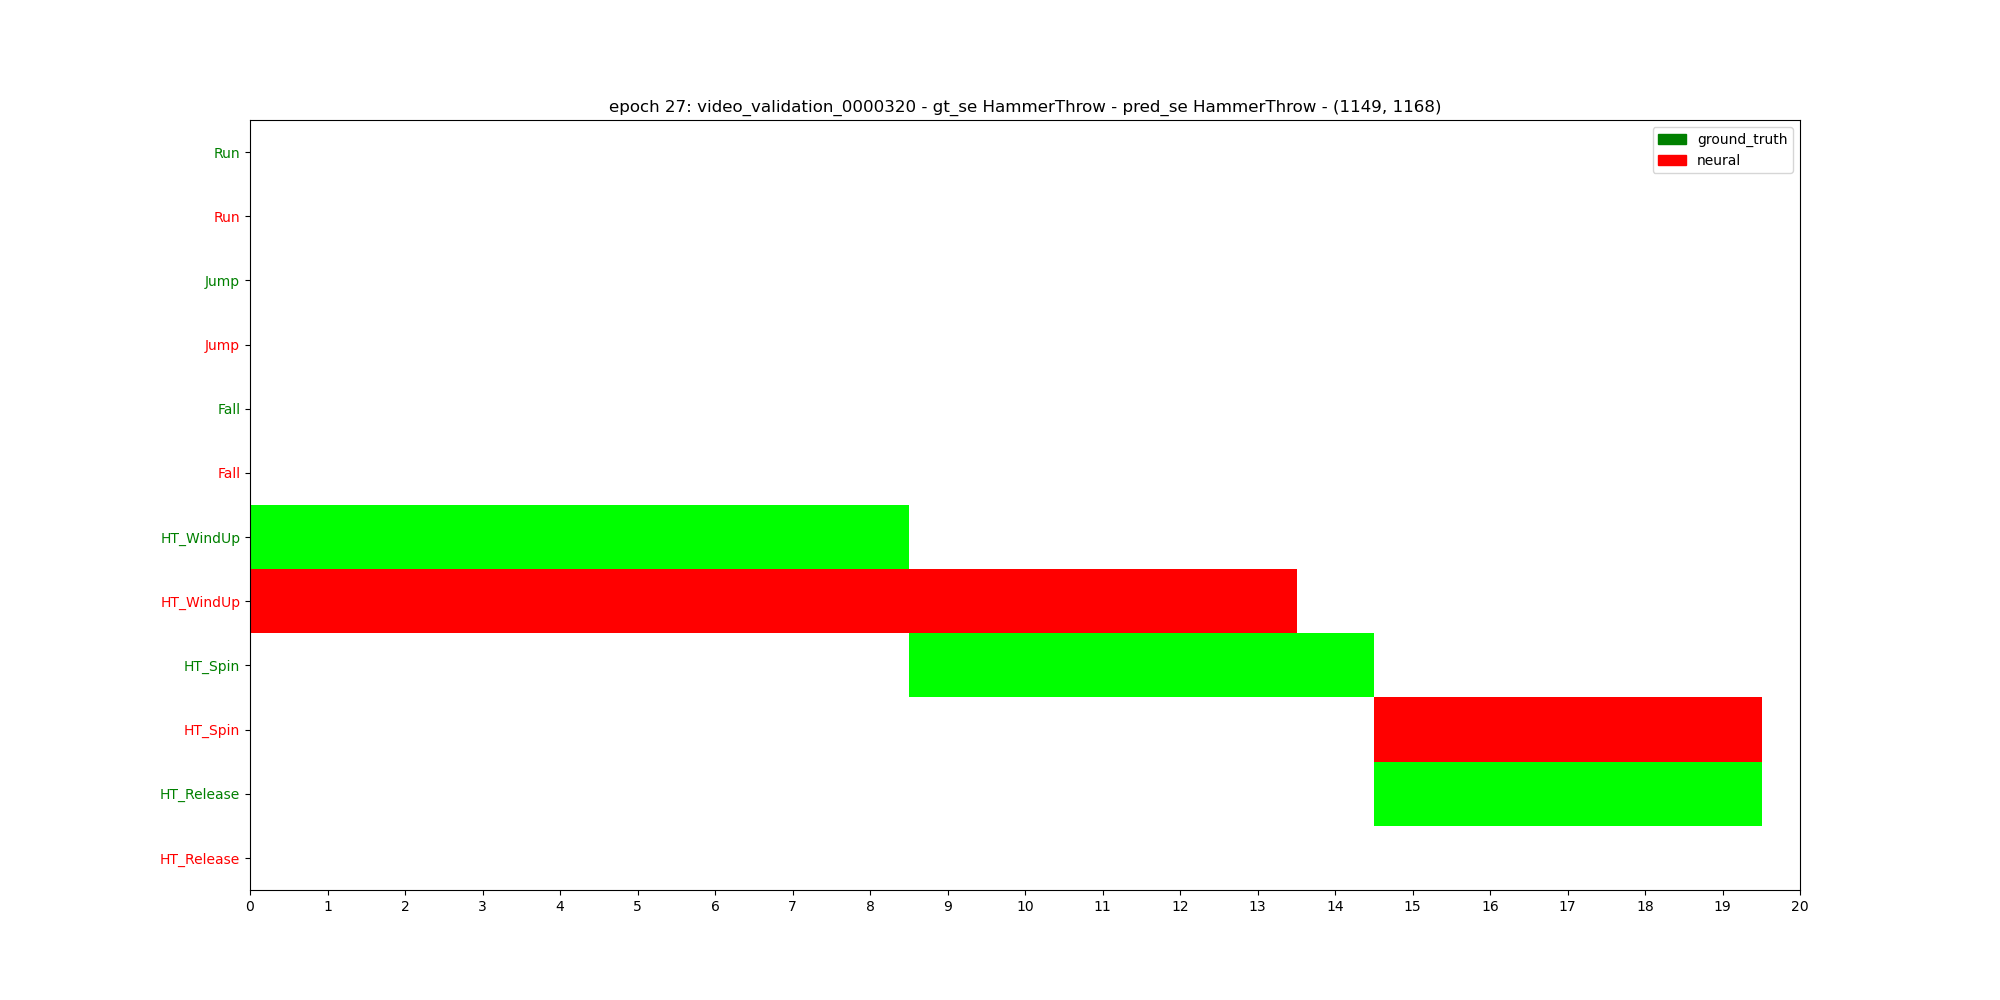 epoch 27: video_validation_0000320 - gt_se HammerThrow - pred_se HammerThrow - (1149, 1168)
ground_truth
neural
Run
Run
Jump
Jump
Fall
Fall
HT_WindUp
HT_WindUp
HT_Spin
HT_Spin
HT_Release
HT_Release
0 1 2 3 4 5 6 7 8 9 10 11 12 13 14 15 16 17 18 19 20